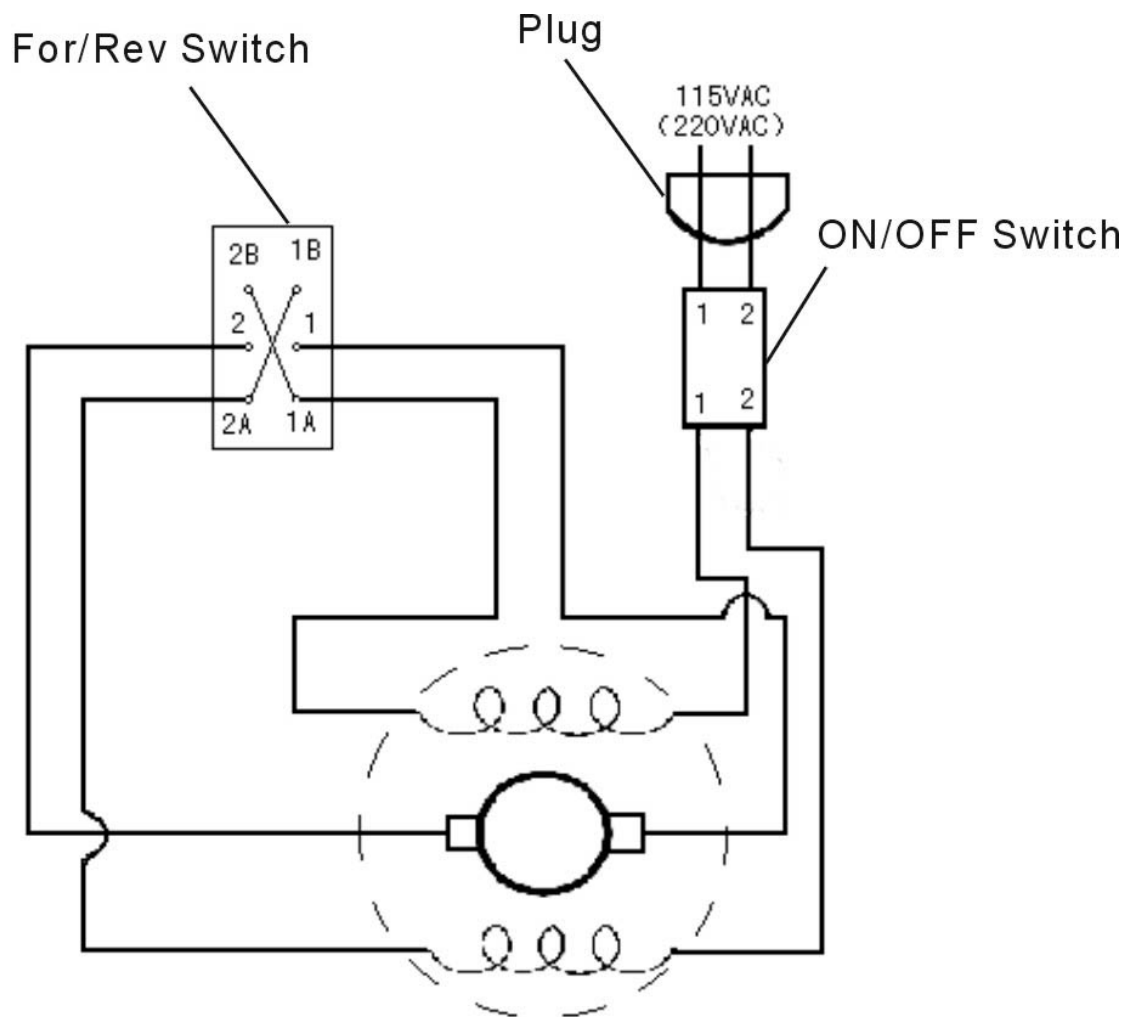 Plug
For/Rev Switch
115VAC
(220VAC)
ON/OFF Switch
2B 1B
2 1
2A 1A
1 2
1 2